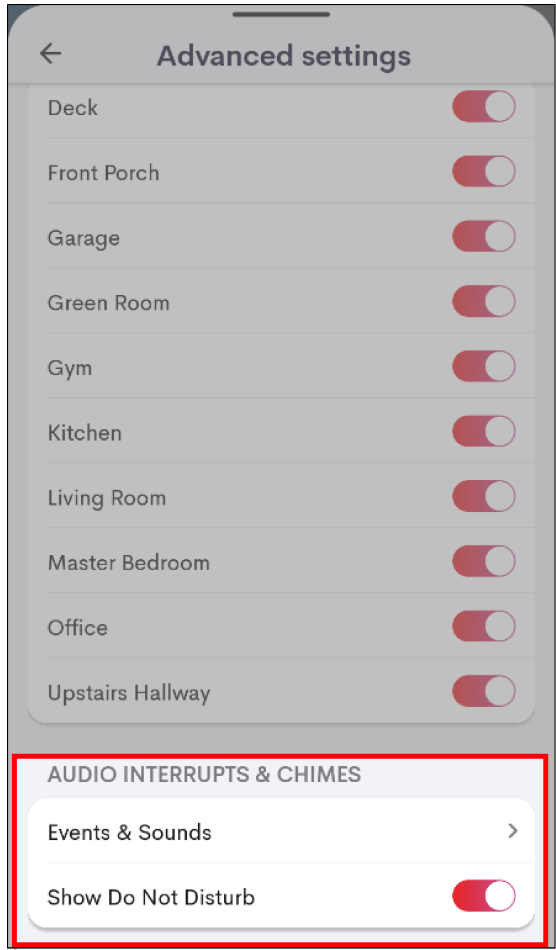 Advanced settings
Deck
Front Porch
Garage
Green Room
Gym
Kitchen
Living Room
Master Bedroom
Office
Upstairs Hallway
AUDIO INTERRUPTS & CHIMES
Events & Sounds
Show Do Not Disturb